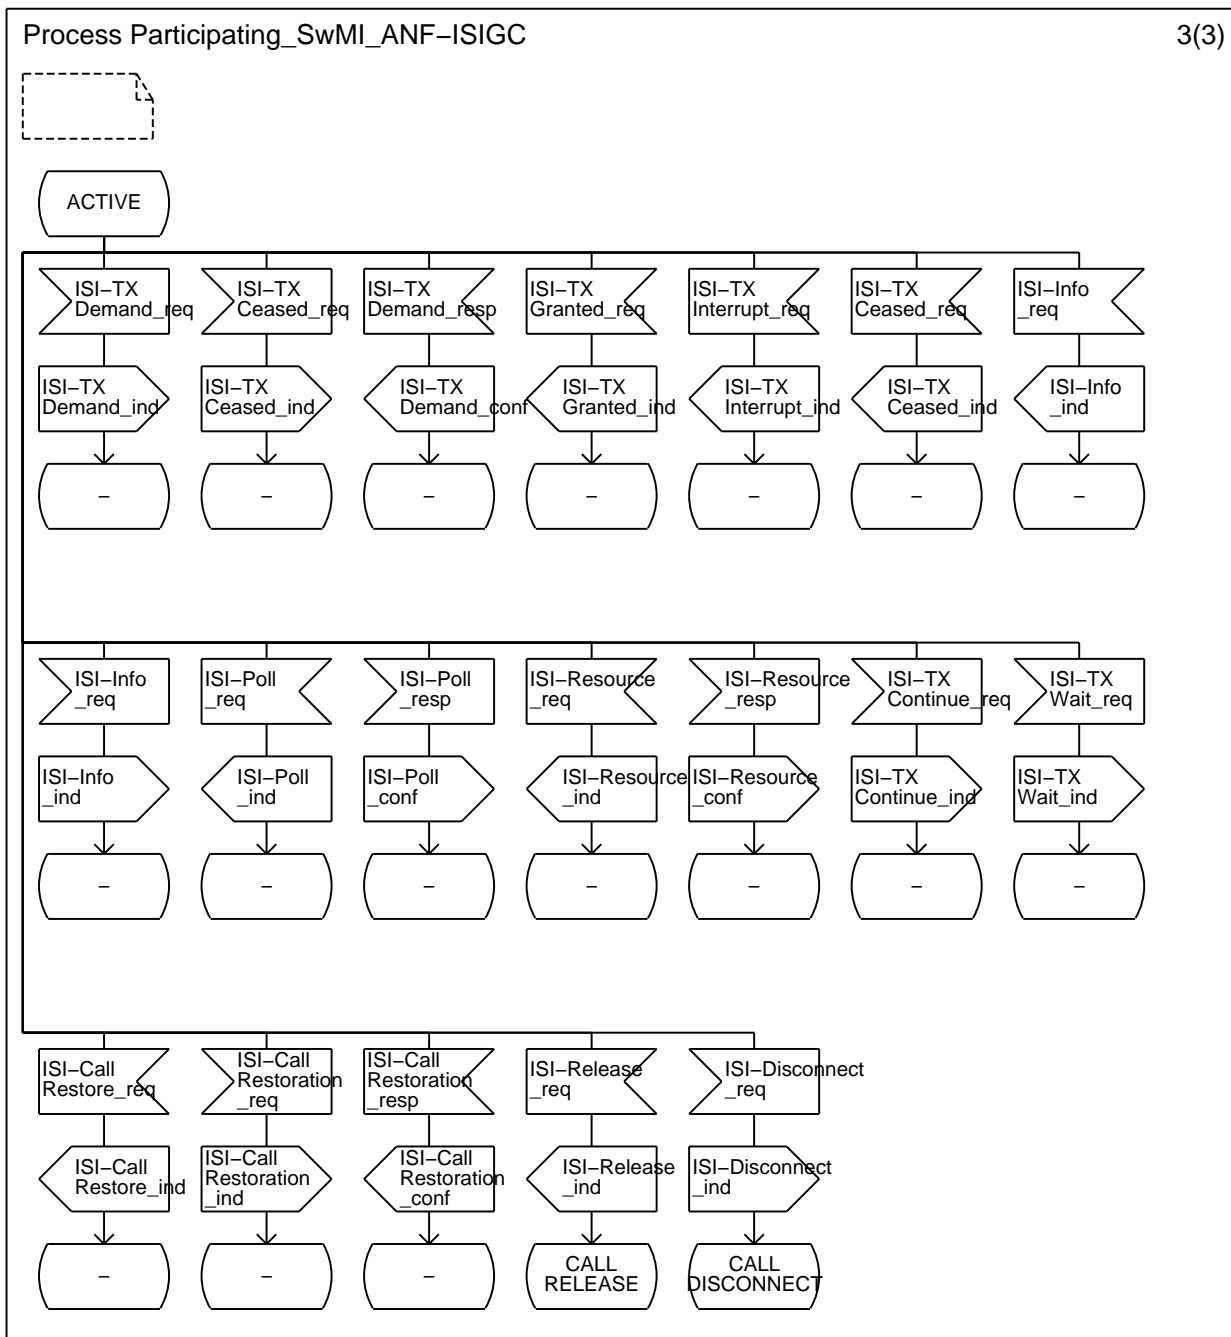 Process Participating_SwMI_ANF–ISIGC
3(3)
ACTIVE
ISI–TX
Demand_req
ISI–TX
Ceased_req
ISI–TX
Demand_resp
ISI–TX
Granted_req
ISI–TX
Interrupt_req
ISI–TX
Ceased_req
ISI–Info
_req
ISI–TX
Demand_ind
ISI–TX
Ceased_ind
ISI–TX
Demand_conf
ISI–TX
Granted_ind
ISI–TX
Interrupt_ind
ISI–TX
Ceased_ind
ISI–Info
_ind
–
–
–
–
–
–
–
ISI–Info
_req
ISI–Poll
_req
ISI–Poll
_resp
ISI–Resource
_req
ISI–Resource
_resp
ISI–TX
Continue_req
ISI–TX
Wait_req
ISI–Info
_ind
ISI–Poll
_ind
ISI–Poll
_conf
ISI–Resource
_ind
ISI–Resource
_conf
ISI–TX
Continue_ind
ISI–TX
Wait_ind
–
–
–
–
–
–
–
ISI–Call
Restore_req
ISI–Call
Restoration
_req
ISI–Call
Restoration
_resp
ISI–Release
_req
ISI–Disconnect
_req
ISI–Call
Restore_ind
ISI–Call
Restoration
_ind
ISI–Call
Restoration
_conf
ISI–Release
_ind
ISI–Disconnect
_ind
–
–
–
CALL
RELEASE
CALL
DISCONNECT